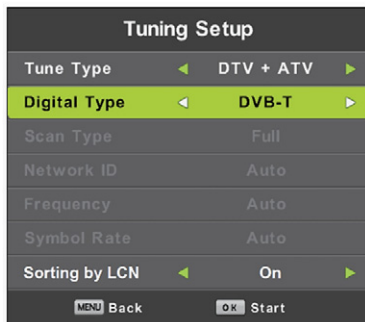 Tuning Setup
Tune Type DTV + ATV
Digital Type DVB-T
Scan Type Full
Network ID Auto
Frequency Auto
Symbol Rate Auto
Sorting by LCN On
MENU Back OK Start